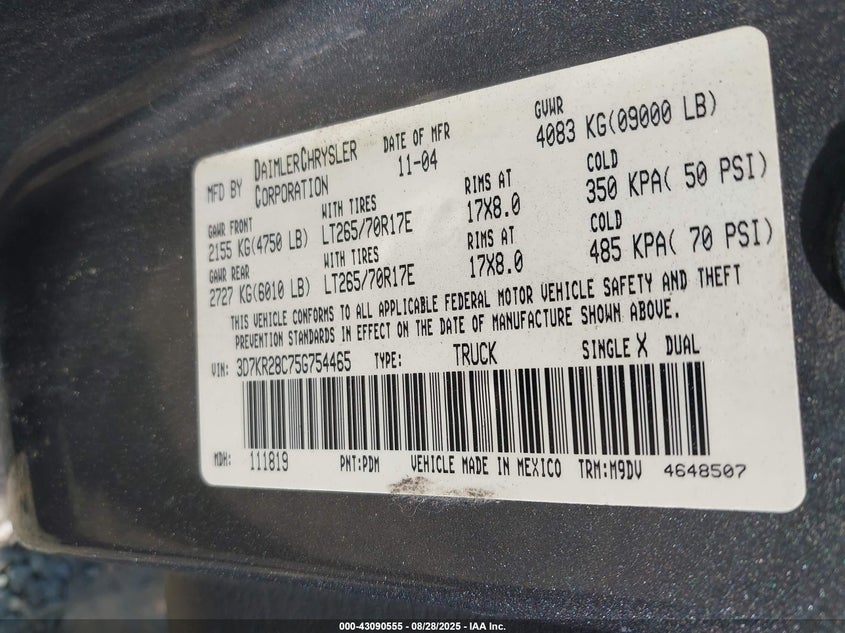 MFD BY DAIMLERCHRYSLER CORPORATION
DATE OF MFR 11-04
GVWR 4083 KG(09000 LB)
GAWR FRONT WITH TIRES RIMS AT COLD
2155 KG(4750 LB) LT265/70R17E 17X8.0 350 KPA( 50 PSI)
GAWR REAR WITH TIRES RIMS AT COLD
2727 KG(6010 LB) LT265/70R17E 17X8.0 485 KPA( 70 PSI)
THIS VEHICLE CONFORMS TO ALL APPLICABLE FEDERAL MOTOR VEHICLE SAFETY AND THEFT
PREVENTION STANDARDS IN EFFECT ON THE DATE OF MANUFACTURE SHOWN ABOVE.
VIN: 3D7KR28C75G754465 TYPE: TRUCK SINGLE X DUAL
MDH: 111819 PNT:PDM VEHICLE MADE IN MEXICO TRM:M9DV 4648507
000-43090555 - 08/28/2025 - IAA Inc.